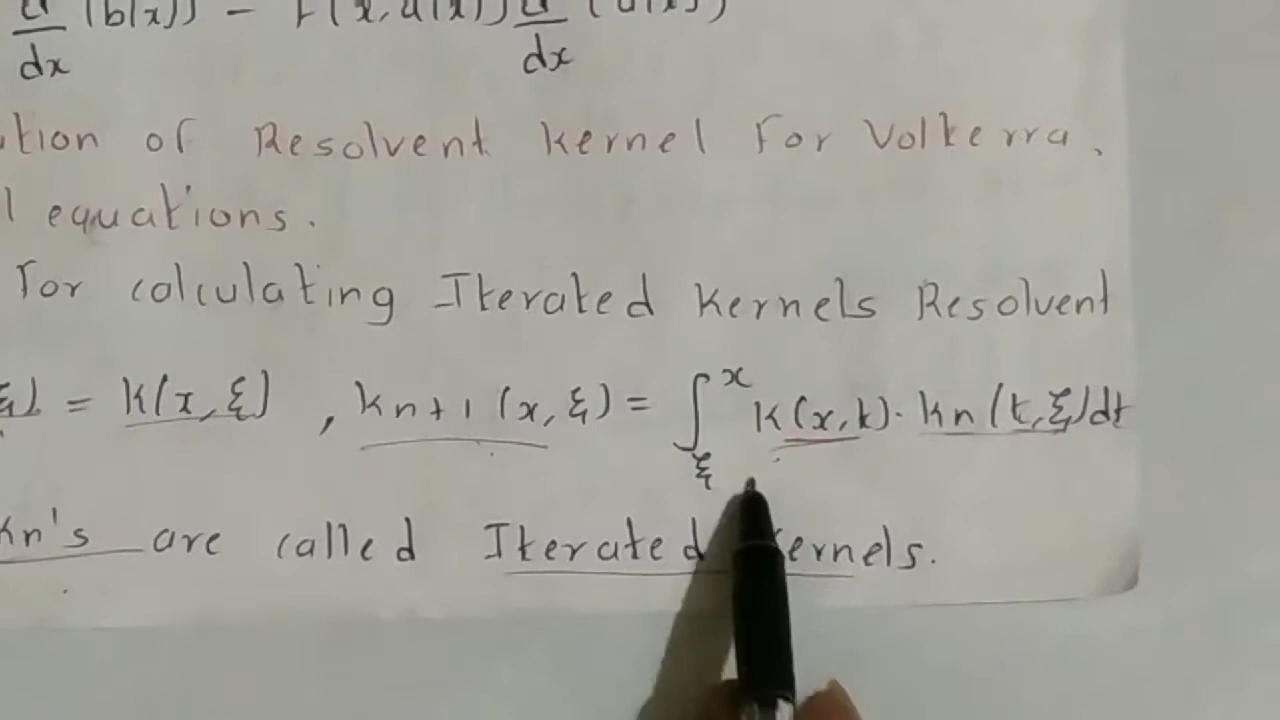 d/dx (b(x)) - F(x, a(x)) d/dx (a(x))
tion of Resolvent kernel For Volterra.
l equations.
For calculating Iterated kernels Resolvent
ξ) = k(x, ξ) , kn+1 (x, ξ) = ∫ξ^x k(x, t) · kn (t, ξ) dt
kn's are called Iterated kernels.